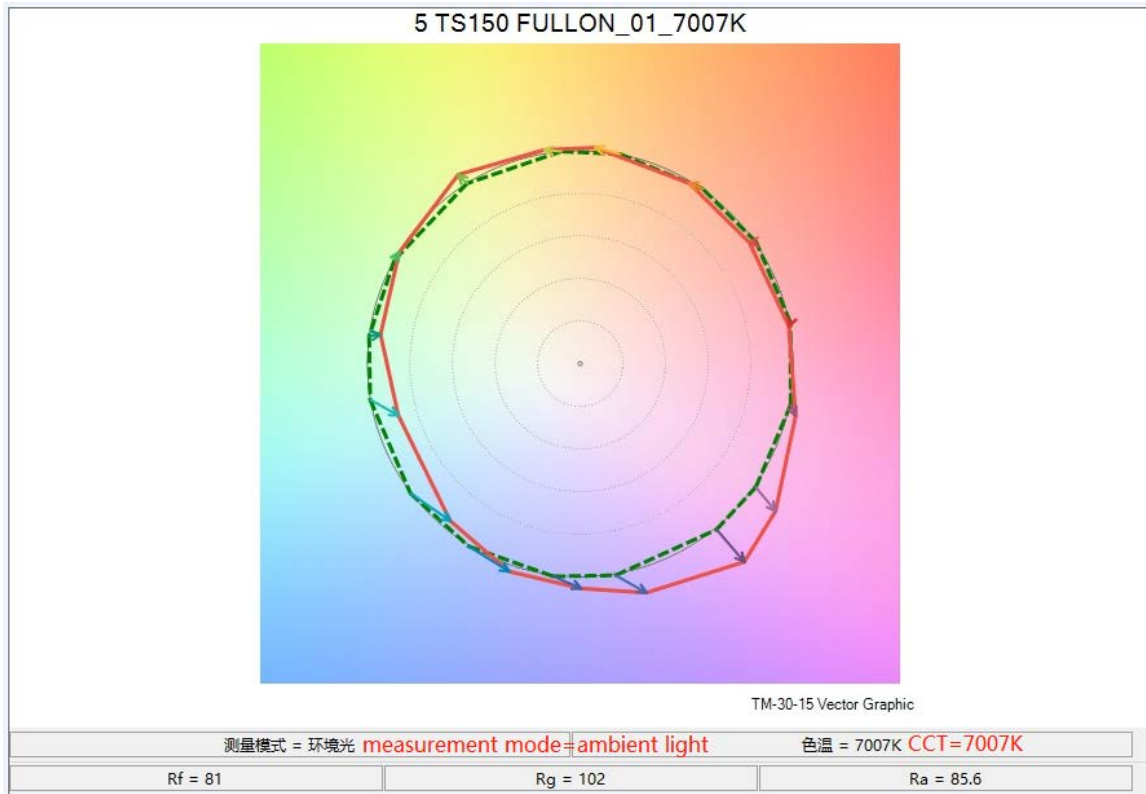 5 TS150 FULLON_01_7007K
TM-30-15 Vector Graphic
测量模式 = 环境光 measurement mode=ambient light 色温 = 7007K CCT=7007K
Rf = 81 Rg = 102 Ra = 85.6